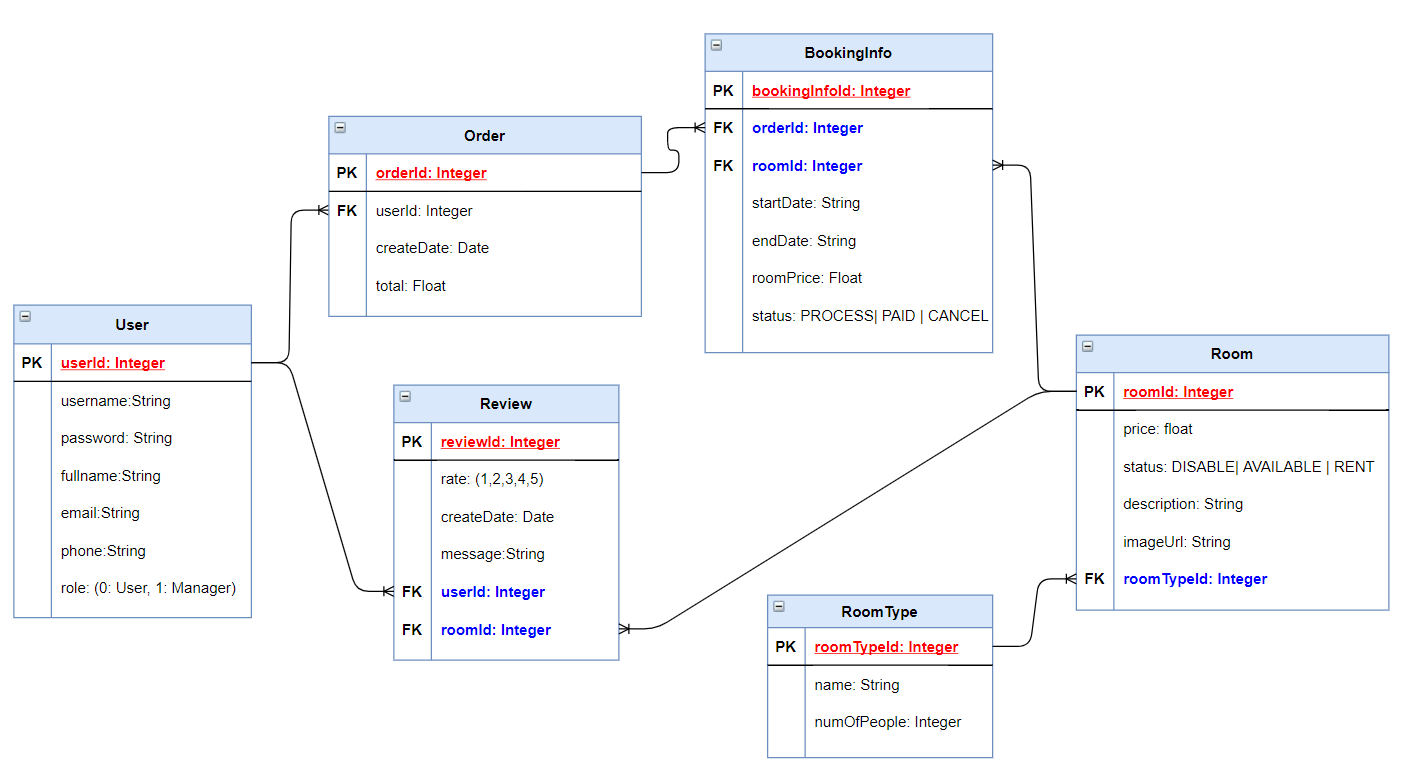 BookingInfo
PK bookingInfoId: Integer
FK orderId: Integer
FK roomId: Integer
startDate: String
endDate: String
roomPrice: Float
status: PROCESS| PAID | CANCEL
Order
PK orderId: Integer
FK userId: Integer
createDate: Date
total: Float
User
PK userId: Integer
username:String
password: String
fullname:String
email:String
phone:String
role: (0: User, 1: Manager)
Review
PK reviewId: Integer
rate: (1,2,3,4,5)
createDate: Date
message:String
FK userId: Integer
FK roomId: Integer
Room
PK roomId: Integer
price: float
status: DISABLE| AVAILABLE | RENT
description: String
imageUrl: String
FK roomTypeId: Integer
RoomType
PK roomTypeId: Integer
name: String
numOfPeople: Integer